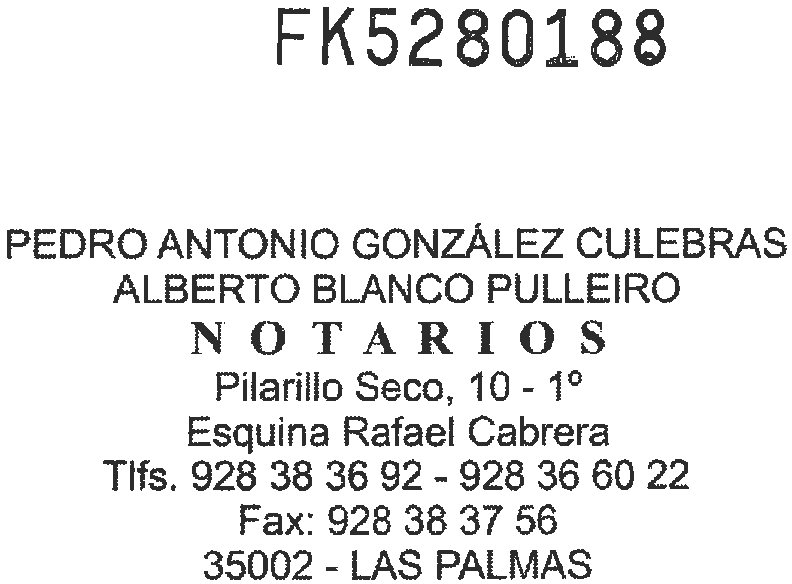 FK5280188
PEDRO ANTONIO GONZÁLEZ CULEBRAS
ALBERTO BLANCO PULLEIRO
NOTARIOS
Pilarillo Seco, 10 - 1º
Esquina Rafael Cabrera
Tlfs. 928 38 36 92 - 928 36 60 22
Fax: 928 38 37 56
35002 - LAS PALMAS